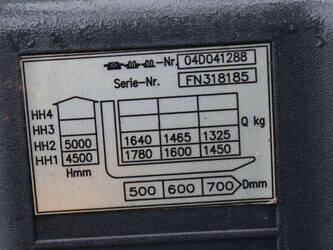 -Nr. 04D041288
Serie-Nr. FN318185
HH4
HH3 Q kg
HH2 5000 1640 1465 1325
HH1 4500 1780 1600 1450
Hmm
500 600 700 Dmm